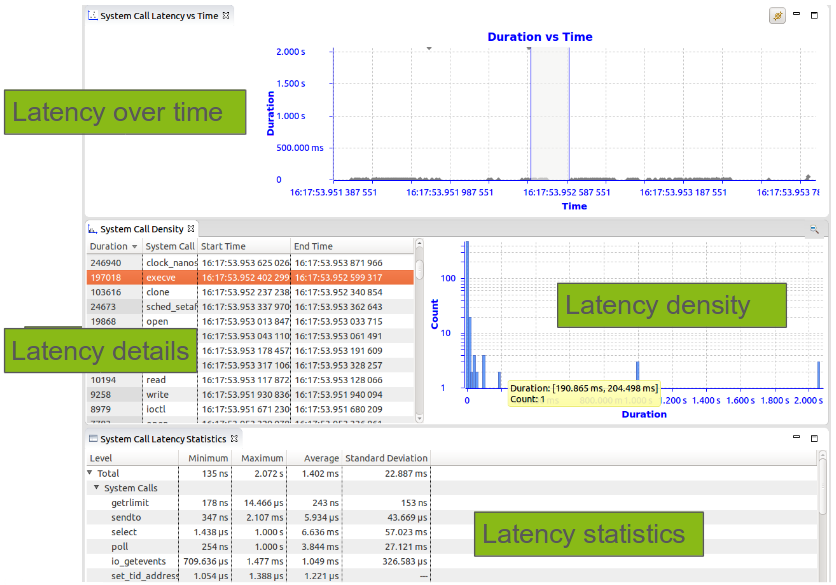 System Call Latency vs Time
Duration vs Time
Latency over time
Duration
2.000 s
1.500 s
1.000 s
500.000 ms
0
16:17:53.951 387 551 16:17:53.951 987 551 16:17:53.952 587 551 16:17:53.953 187 551 16:17:53.953 78
Time
System Call Density
Duration System Call Start Time End Time
246940 clock_nanos 16:17:53.953 625 026 16:17:53.953 871 966
197018 execve 16:17:53.952 402 299 16:17:53.952 599 317
103616 clone 16:17:53.952 237 238 16:17:53.952 340 854
24673 sched_setaf 16:17:53.953 337 970 16:17:53.953 362 643
19868 open 16:17:53.953 013 847 16:17:53.953 033 715
.953 043 110 16:17:53.953 061 491
.953 178 457 16:17:53.953 191 609
.953 317 106 16:17:53.953 328 257
10194 read 16:17:53.953 117 872 16:17:53.953 128 066
9258 write 16:17:53.951 930 836 16:17:53.951 940 094
8979 ioctl 16:17:53.951 671 230 16:17:53.951 680 209
Latency details
Count
100
10
1
Latency density
Duration: [190.865 ms, 204.498 ms]
Count: 1
0 800.000 m 1.000 s 1.200 s 1.400 s 1.600 s 1.800 s 2.000 s
Duration
System Call Latency Statistics
Level Minimum Maximum Average Standard Deviation
Total 135 ns 2.072 s 1.402 ms 22.887 ms
System Calls
getrlimit 178 ns 14.466 µs 243 ns 153 ns
sendto 347 ns 2.107 ms 5.934 µs 43.669 µs
select 1.438 µs 1.000 s 6.636 ms 57.023 ms
poll 254 ns 1.000 s 3.844 ms 27.121 ms
io_getevents 709.636 µs 1.477 ms 1.049 ms 326.583 µs
set_tid_address 1.054 µs 1.388 µs 1.221 µs ---
Latency statistics